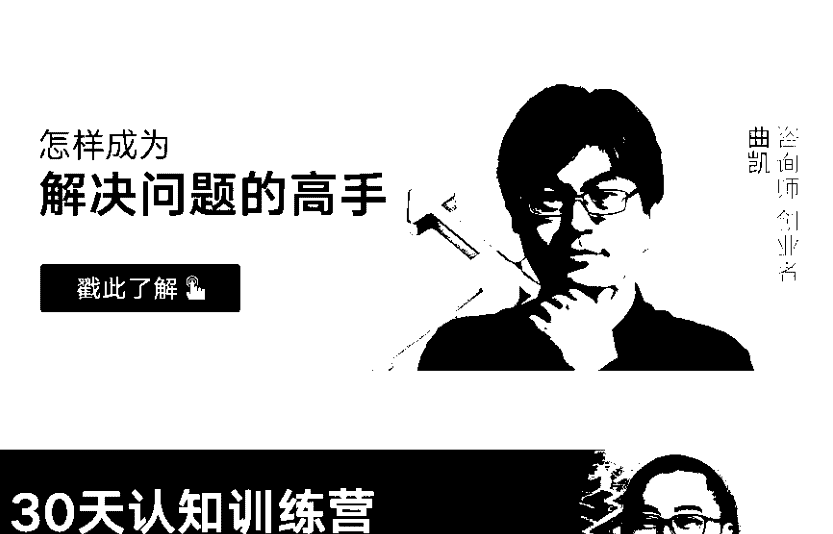 怎样成为
解决问题的高手
戳此了解
曲凯
咨询师 创业者
30天认知训练营